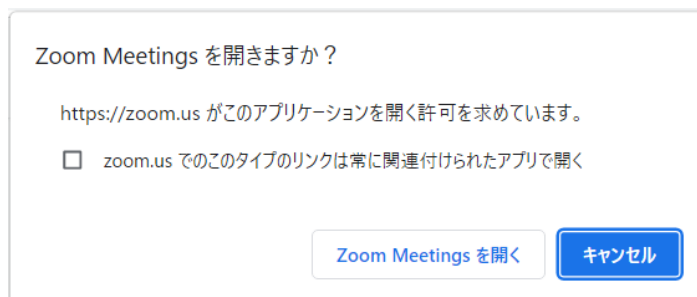 Zoom Meetings を開きますか？
https://zoom.us がこのアプリケーションを開く許可を求めています。
zoom.us でのこのタイプのリンクは常に関連付けられたアプリで開く
Zoom Meetings を開く
キャンセル